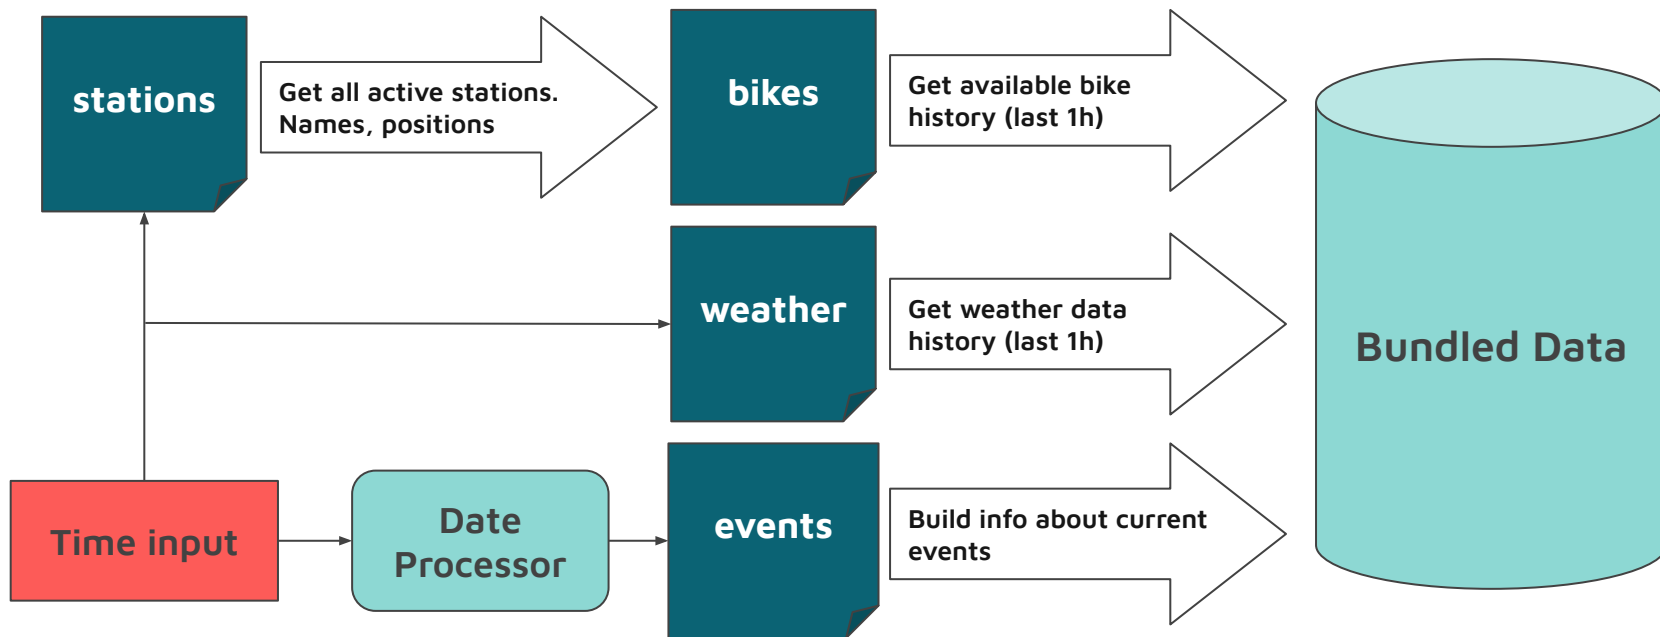 stations
Get all active stations.
Names, positions
bikes
Get available bike
history (last 1h)
weather
Get weather data
history (last 1h)
Bundled Data
Time input
Date
Processor
events
Build info about current
events